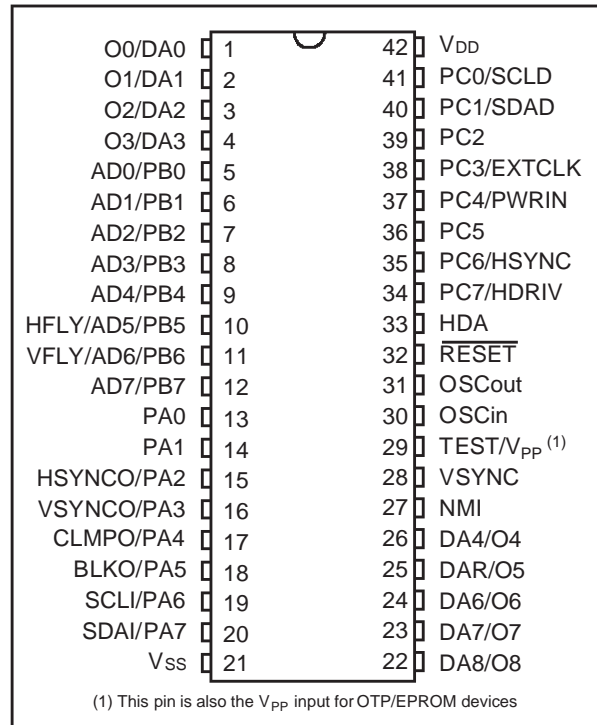 O0/DA0 1 42 VDD
O1/DA1 2 41 PC0/SCLD
O2/DA2 3 40 PC1/SDAD
O3/DA3 4 39 PC2
AD0/PB0 5 38 PC3/EXTCLK
AD1/PB1 6 37 PC4/PWRIN
AD2/PB2 7 36 PC5
AD3/PB3 8 35 PC6/HSYNC
AD4/PB4 9 34 PC7/HDRIV
HFLY/AD5/PB5 10 33 HDA
VFLY/AD6/PB6 11 32 RESET
AD7/PB7 12 31 OSCout
PA0 13 30 OSCin
PA1 14 29 TEST/VPP (1)
HSYNCO/PA2 15 28 VSYNC
VSYNCO/PA3 16 27 NMI
CLMPO/PA4 17 26 DA4/O4
BLKO/PA5 18 25 DAR/O5
SCLI/PA6 19 24 DA6/O6
SDAI/PA7 20 23 DA7/O7
VSS 21 22 DA8/O8
(1) This pin is also the VPP input for OTP/EPROM devices